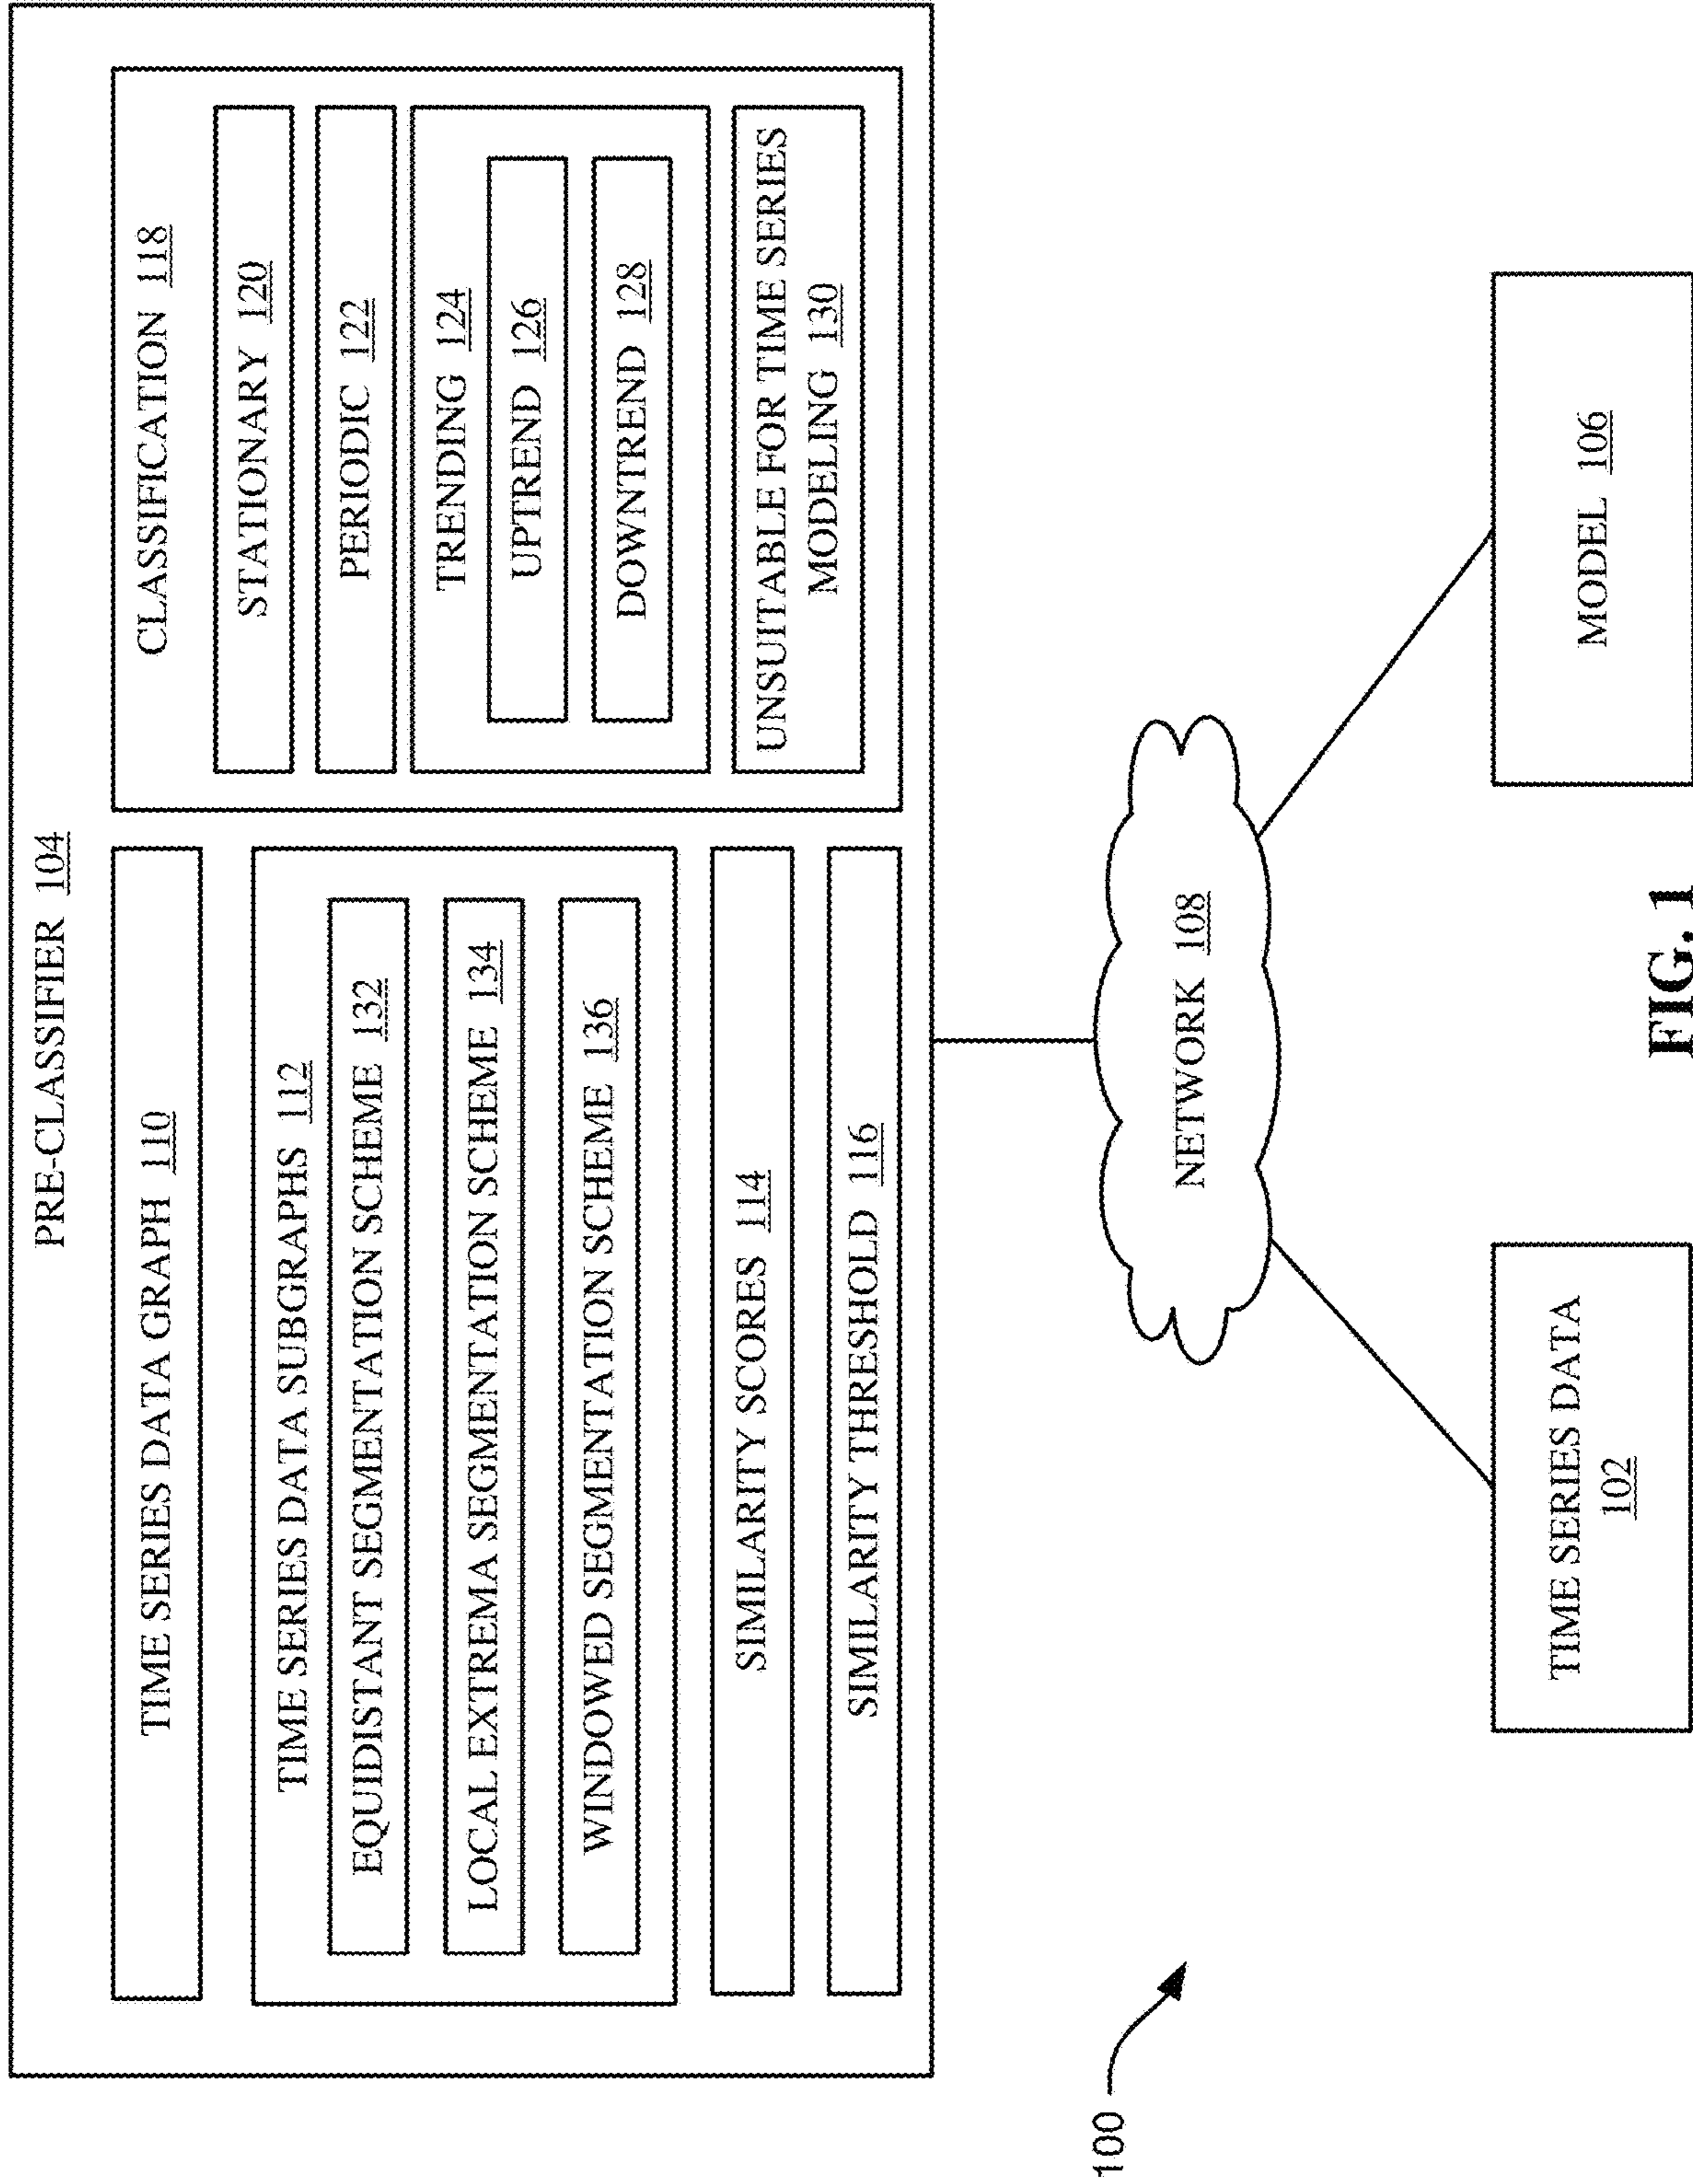 PRE-CLASSIFIER 104
TIME SERIES DATA GRAPH 110
TIME SERIES DATA SUBGRAPHS 112
EQUIDISTANT SEGMENTATION SCHEME 132
LOCAL EXTREMA SEGMENTATION SCHEME 134
WINDOWED SEGMENTATION SCHEME 136
SIMILARITY SCORES 114
SIMILARITY THRESHOLD 116
CLASSIFICATION 118
STATIONARY 120
PERIODIC 122
TRENDING 124
UPTREND 126
DOWNTREND 128
UNSUITABLE FOR TIME SERIES
MODELING 130
100
NETWORK 108
TIME SERIES DATA
102
MODEL 106
FIG. 1